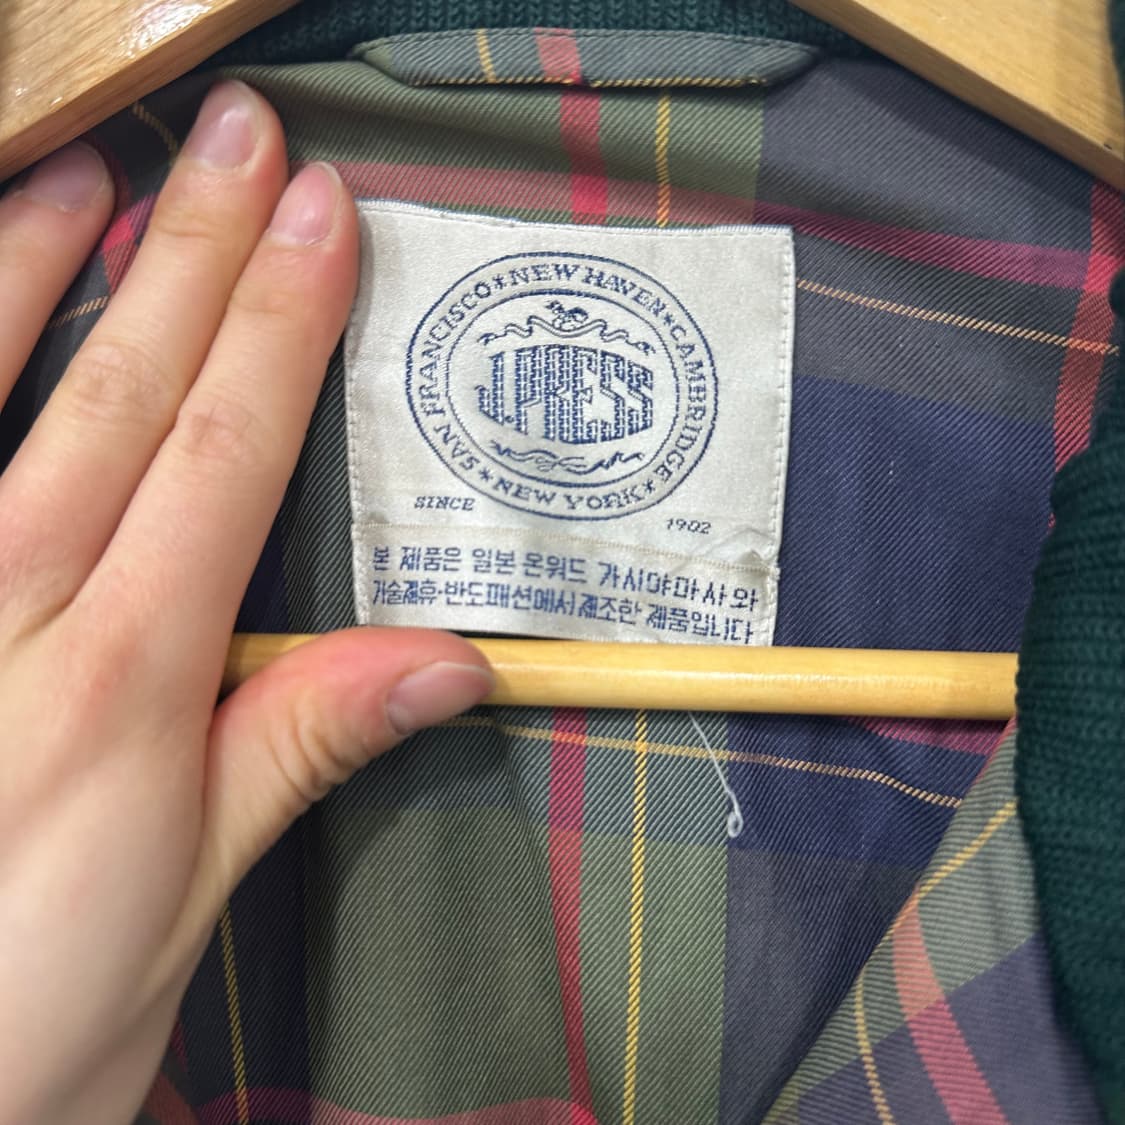 NEW HAVEN * CAMBRIDGE * NEW YORK * SAN FRANCISCO *
J.PRESS
SINCE 1902
본 제품은 일본 온워드 가시야마사와
기술제휴·반도패션에서 제조한 제품입니다